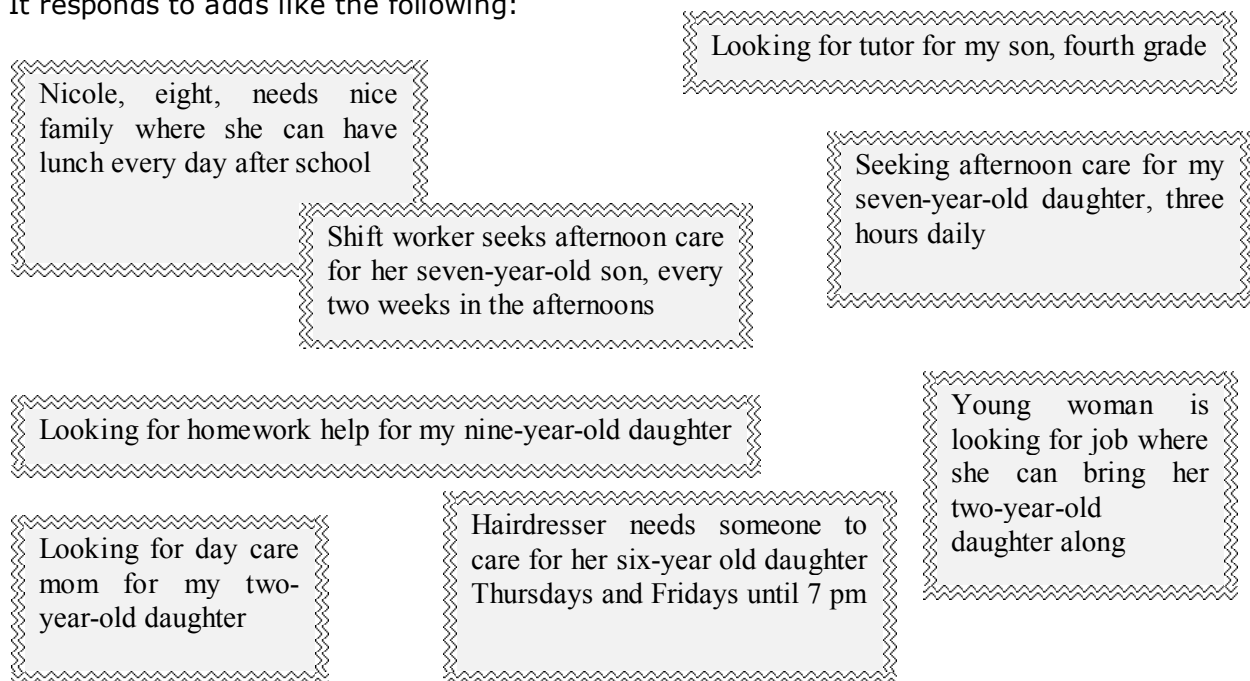 It responds to adds like the following:
Looking for tutor for my son, fourth grade
Nicole, eight, needs nice
family where she can have
lunch every day after school
Seeking afternoon care for my
seven-year-old daughter, three
hours daily
Shift worker seeks afternoon care
for her seven-year-old son, every
two weeks in the afternoons
Looking for homework help for my nine-year-old daughter
Young woman is
looking for job where
she can bring her
two-year-old
daughter along
Looking for day care
mom for my two-
year-old daughter
Hairdresser needs someone to
care for her six-year old daughter
Thursdays and Fridays until 7 pm